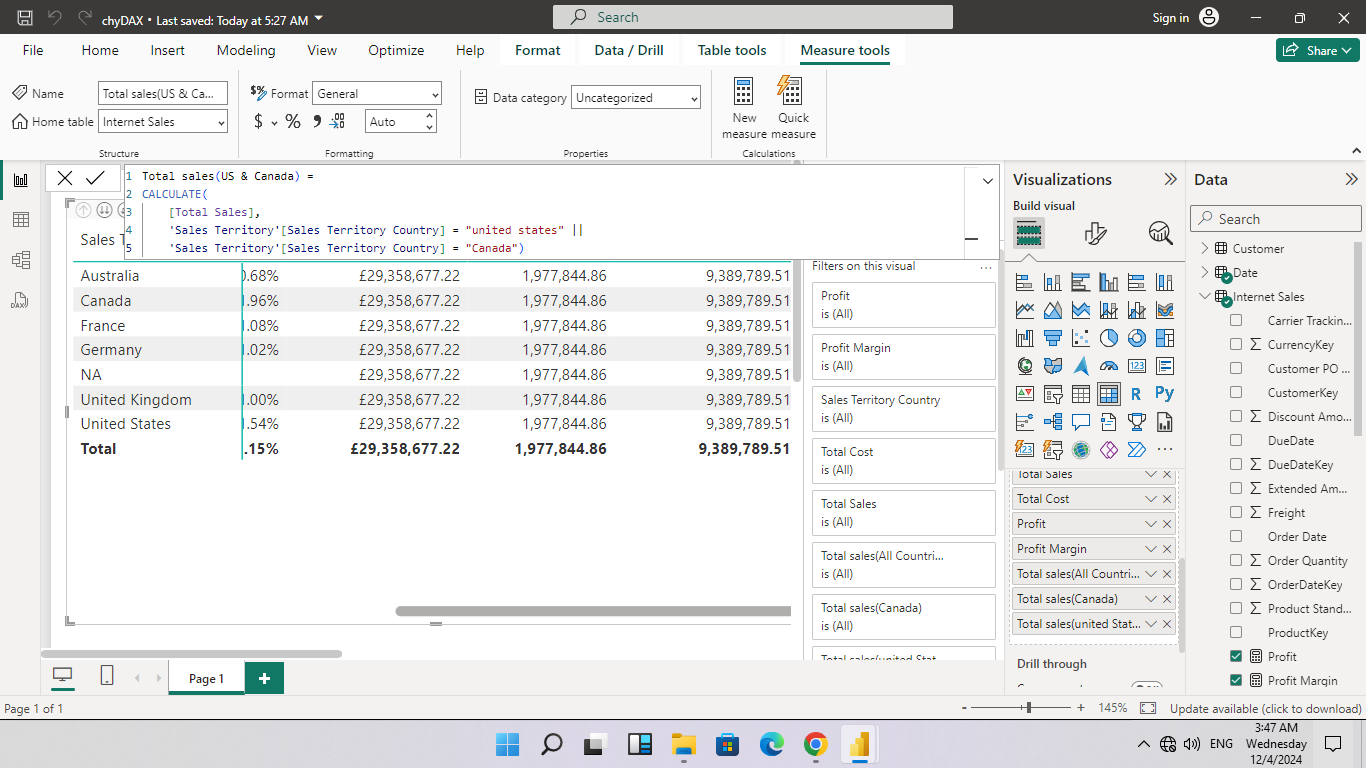 chyDAX • Last saved: Today at 5:27 AM
Search
Sign in
File Home Insert Modeling View Optimize Help Format Data / Drill Table tools Measure tools
Share
Name Total sales(US & Ca...
Home table Internet Sales
Structure
$% Format General
$ % , Auto
Formatting
Data category Uncategorized
Properties
New measure
Quick measure
Calculations
1 Total sales(US & Canada) =
2 CALCULATE(
3 [Total Sales],
4 'Sales Territory'[Sales Territory Country] = "united states" ||
5 'Sales Territory'[Sales Territory Country] = "Canada")
Sales T
Australia 0.68% £29,358,677.22 1,977,844.86 9,389,789.51
Canada .96% £29,358,677.22 1,977,844.86 9,389,789.51
France .08% £29,358,677.22 1,977,844.86 9,389,789.51
Germany .02% £29,358,677.22 1,977,844.86 9,389,789.51
NA £29,358,677.22 1,977,844.86 9,389,789.51
United Kingdom .00% £29,358,677.22 1,977,844.86 9,389,789.51
United States .54% £29,358,677.22 1,977,844.86 9,389,789.51
Total .15% £29,358,677.22 1,977,844.86 9,389,789.51
Filters on this visual ...
Profit
is (All)
Profit Margin
is (All)
Sales Territory Country
is (All)
Total Cost
is (All)
Total Sales
is (All)
Total sales(All Countri...
is (All)
Total sales(Canada)
is (All)
Total sales(united Stat...
Visualizations
Build visual
123
R Py
123
...
Total Sales
Total Cost
Profit
Profit Margin
Total sales(All Countri...
Total sales(Canada)
Total sales(united Stat...
Drill through
Data
Search
Customer
Date
Internet Sales
Carrier Trackin...
CurrencyKey
Customer PO ...
CustomerKey
Discount Amo...
DueDate
DueDateKey
Extended Am...
Freight
Order Date
Order Quantity
OrderDateKey
Product Stand...
ProductKey
Profit
Profit Margin
DAX
Page 1
Page 1 of 1
- + 145%
Update available (click to download)
ENG
3:47 AM
Wednesday
12/4/2024